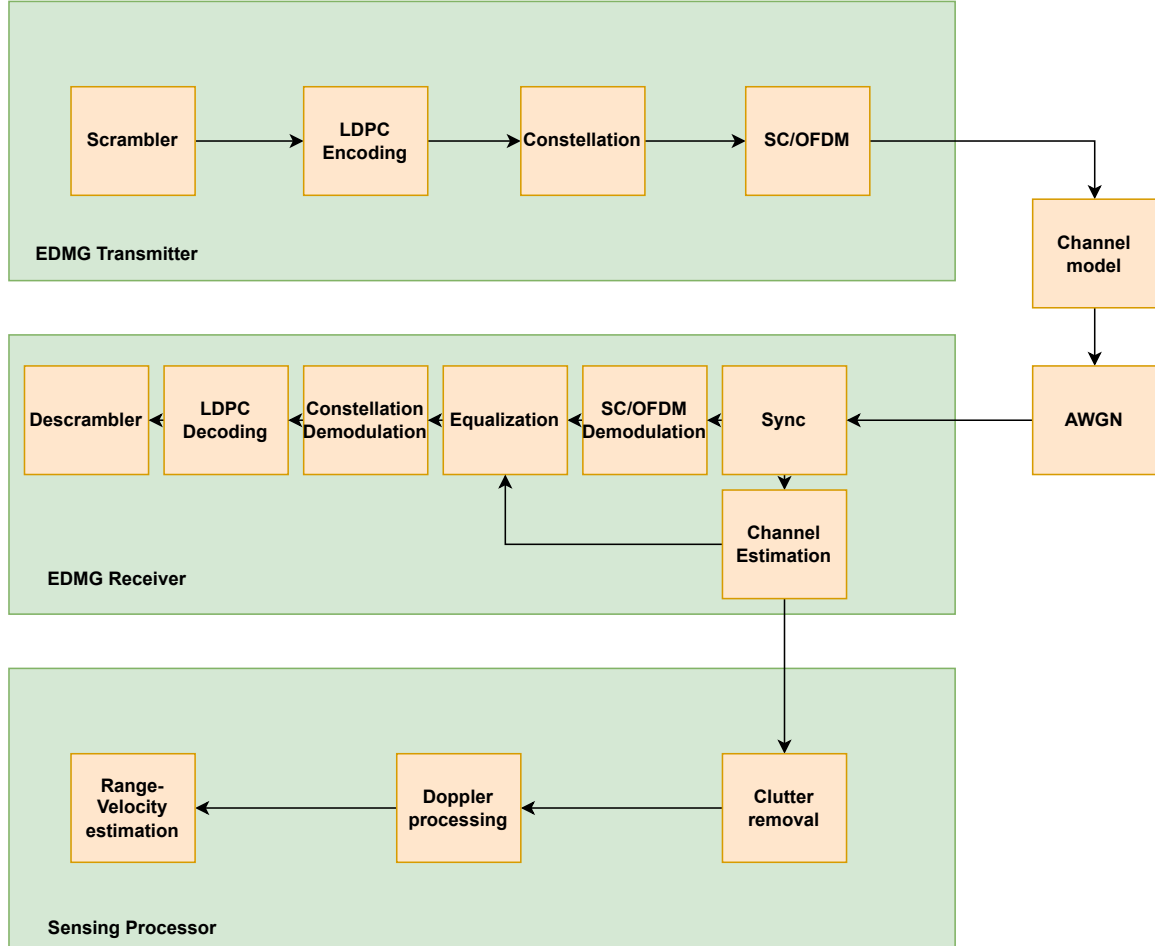 Scrambler
LDPC
Encoding
Constellation
SC/OFDM
EDMG Transmitter
Channel
model
Descrambler
LDPC
Decoding
Constellation
Demodulation
Equalization
SC/OFDM
Demodulation
Sync
AWGN
Channel
Estimation
EDMG Receiver
Range-
Velocity
estimation
Doppler
processing
Clutter
removal
Sensing Processor